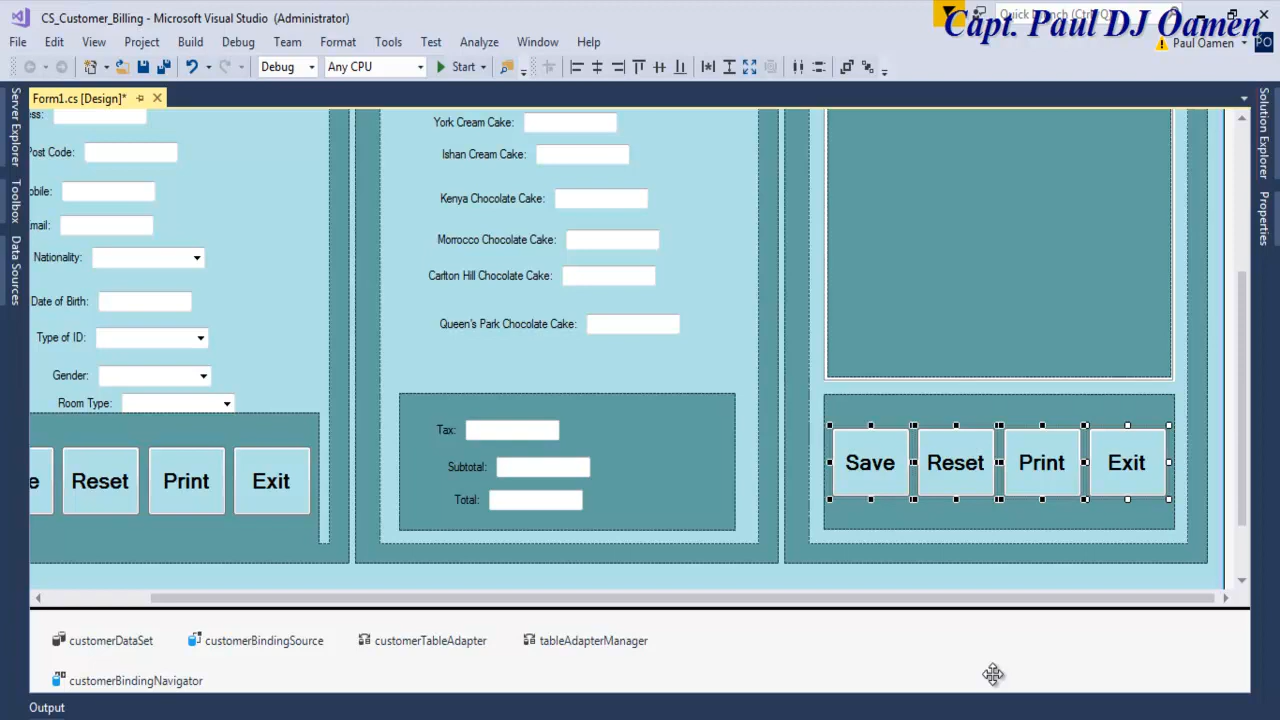 CS_Customer_Billing - Microsoft Visual Studio (Administrator)
Quick Launch (Ctrl+Q)
Capt. Paul DJ Oamen
File Edit View Project Build Debug Team Format Tools Test Analyze Window Help
Paul Oamen PO
Debug Any CPU Start
Form1.cs [Design]*
Server Explorer
Toolbox
Data Sources
Solution Explorer
Properties
ess:
Post Code:
obile:
mail:
Nationality:
Date of Birth:
Type of ID:
Gender:
Room Type:
e Reset Print Exit
York Cream Cake:
Ishan Cream Cake:
Kenya Chocolate Cake:
Morrocco Chocolate Cake:
Carlton Hill Chocolate Cake:
Queen's Park Chocolate Cake:
Tax:
Subtotal:
Total:
Save Reset Print Exit
customerDataSet customerBindingSource customerTableAdapter tableAdapterManager
customerBindingNavigator
Output